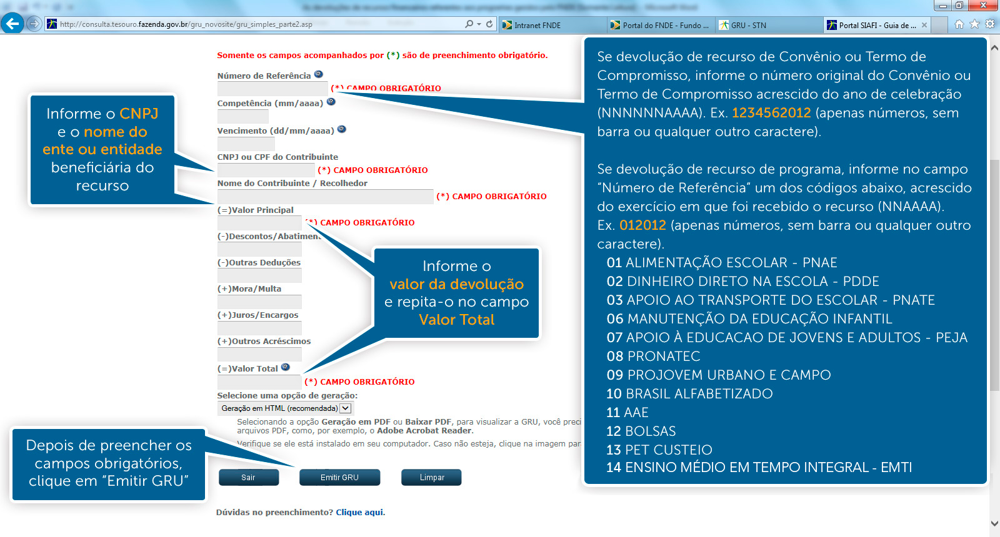 http://consulta.tesouro.fazenda.gov.br/gru_novosite/gru_simples_parte2.asp
Intranet FNDE
Portal do FNDE - Fundo ...
GRU - STN
Portal SIAFI - Guia de ...
Somente os campos acompanhados por (*) são de preenchimento obrigatório.
Número de Referência
(*) CAMPO OBRIGATÓRIO
Competência (mm/aaaa)
Vencimento (dd/mm/aaaa)
CNPJ ou CPF do Contribuinte
(*) CAMPO OBRIGATÓRIO
Nome do Contribuinte / Recolhedor
(*) CAMPO OBRIGATÓRIO
(=)Valor Principal
(*) CAMPO OBRIGATÓRIO
(-)Descontos/Abatiment
(-)Outras Deduções
(+)Mora/Multa
(+)Juros/Encargos
(+)Outros Acréscimos
(=)Valor Total
(*) CAMPO OBRIGATÓRIO
Selecione uma opção de geração:
Geração em HTML (recomendada)
Selecionando a opção Geração em PDF ou Baixar PDF, para visualizar a GRU, você preci
arquivos PDF, como, por exemplo, o Adobe Acrobat Reader.
Verifique se ele está instalado em seu computador. Caso não esteja, clique na imagem par
Sair
Emitir GRU
Limpar
Dúvidas no preenchimento? Clique aqui.
Informe o CNPJ
e o nome do
ente ou entidade
beneficiária do
recurso
Informe o
valor da devolução
e repita-o no campo
Valor Total
Depois de preencher os
campos obrigatórios,
clique em “Emitir GRU”
Se devolução de recurso de Convênio ou Termo de
Compromisso, informe o número original do Convênio ou
Termo de Compromisso acrescido do ano de celebração
(NNNNNNAAAA). Ex. 1234562012 (apenas números, sem
barra ou qualquer outro caractere).
Se devolução de recurso de programa, informe no campo
“Número de Referência” um dos códigos abaixo, acrescido
do exercício em que foi recebido o recurso (NNAAAA).
Ex. 012012 (apenas números, sem barra ou qualquer outro
caractere).
01 ALIMENTAÇÃO ESCOLAR - PNAE
02 DINHEIRO DIRETO NA ESCOLA - PDDE
03 APOIO AO TRANSPORTE DO ESCOLAR - PNATE
06 MANUTENÇÃO DA EDUCAÇÃO INFANTIL
07 APOIO À EDUCACAO DE JOVENS E ADULTOS - PEJA
08 PRONATEC
09 PROJOVEM URBANO E CAMPO
10 BRASIL ALFABETIZADO
11 AAE
12 BOLSAS
13 PET CUSTEIO
14 ENSINO MÉDIO EM TEMPO INTEGRAL - EMTI